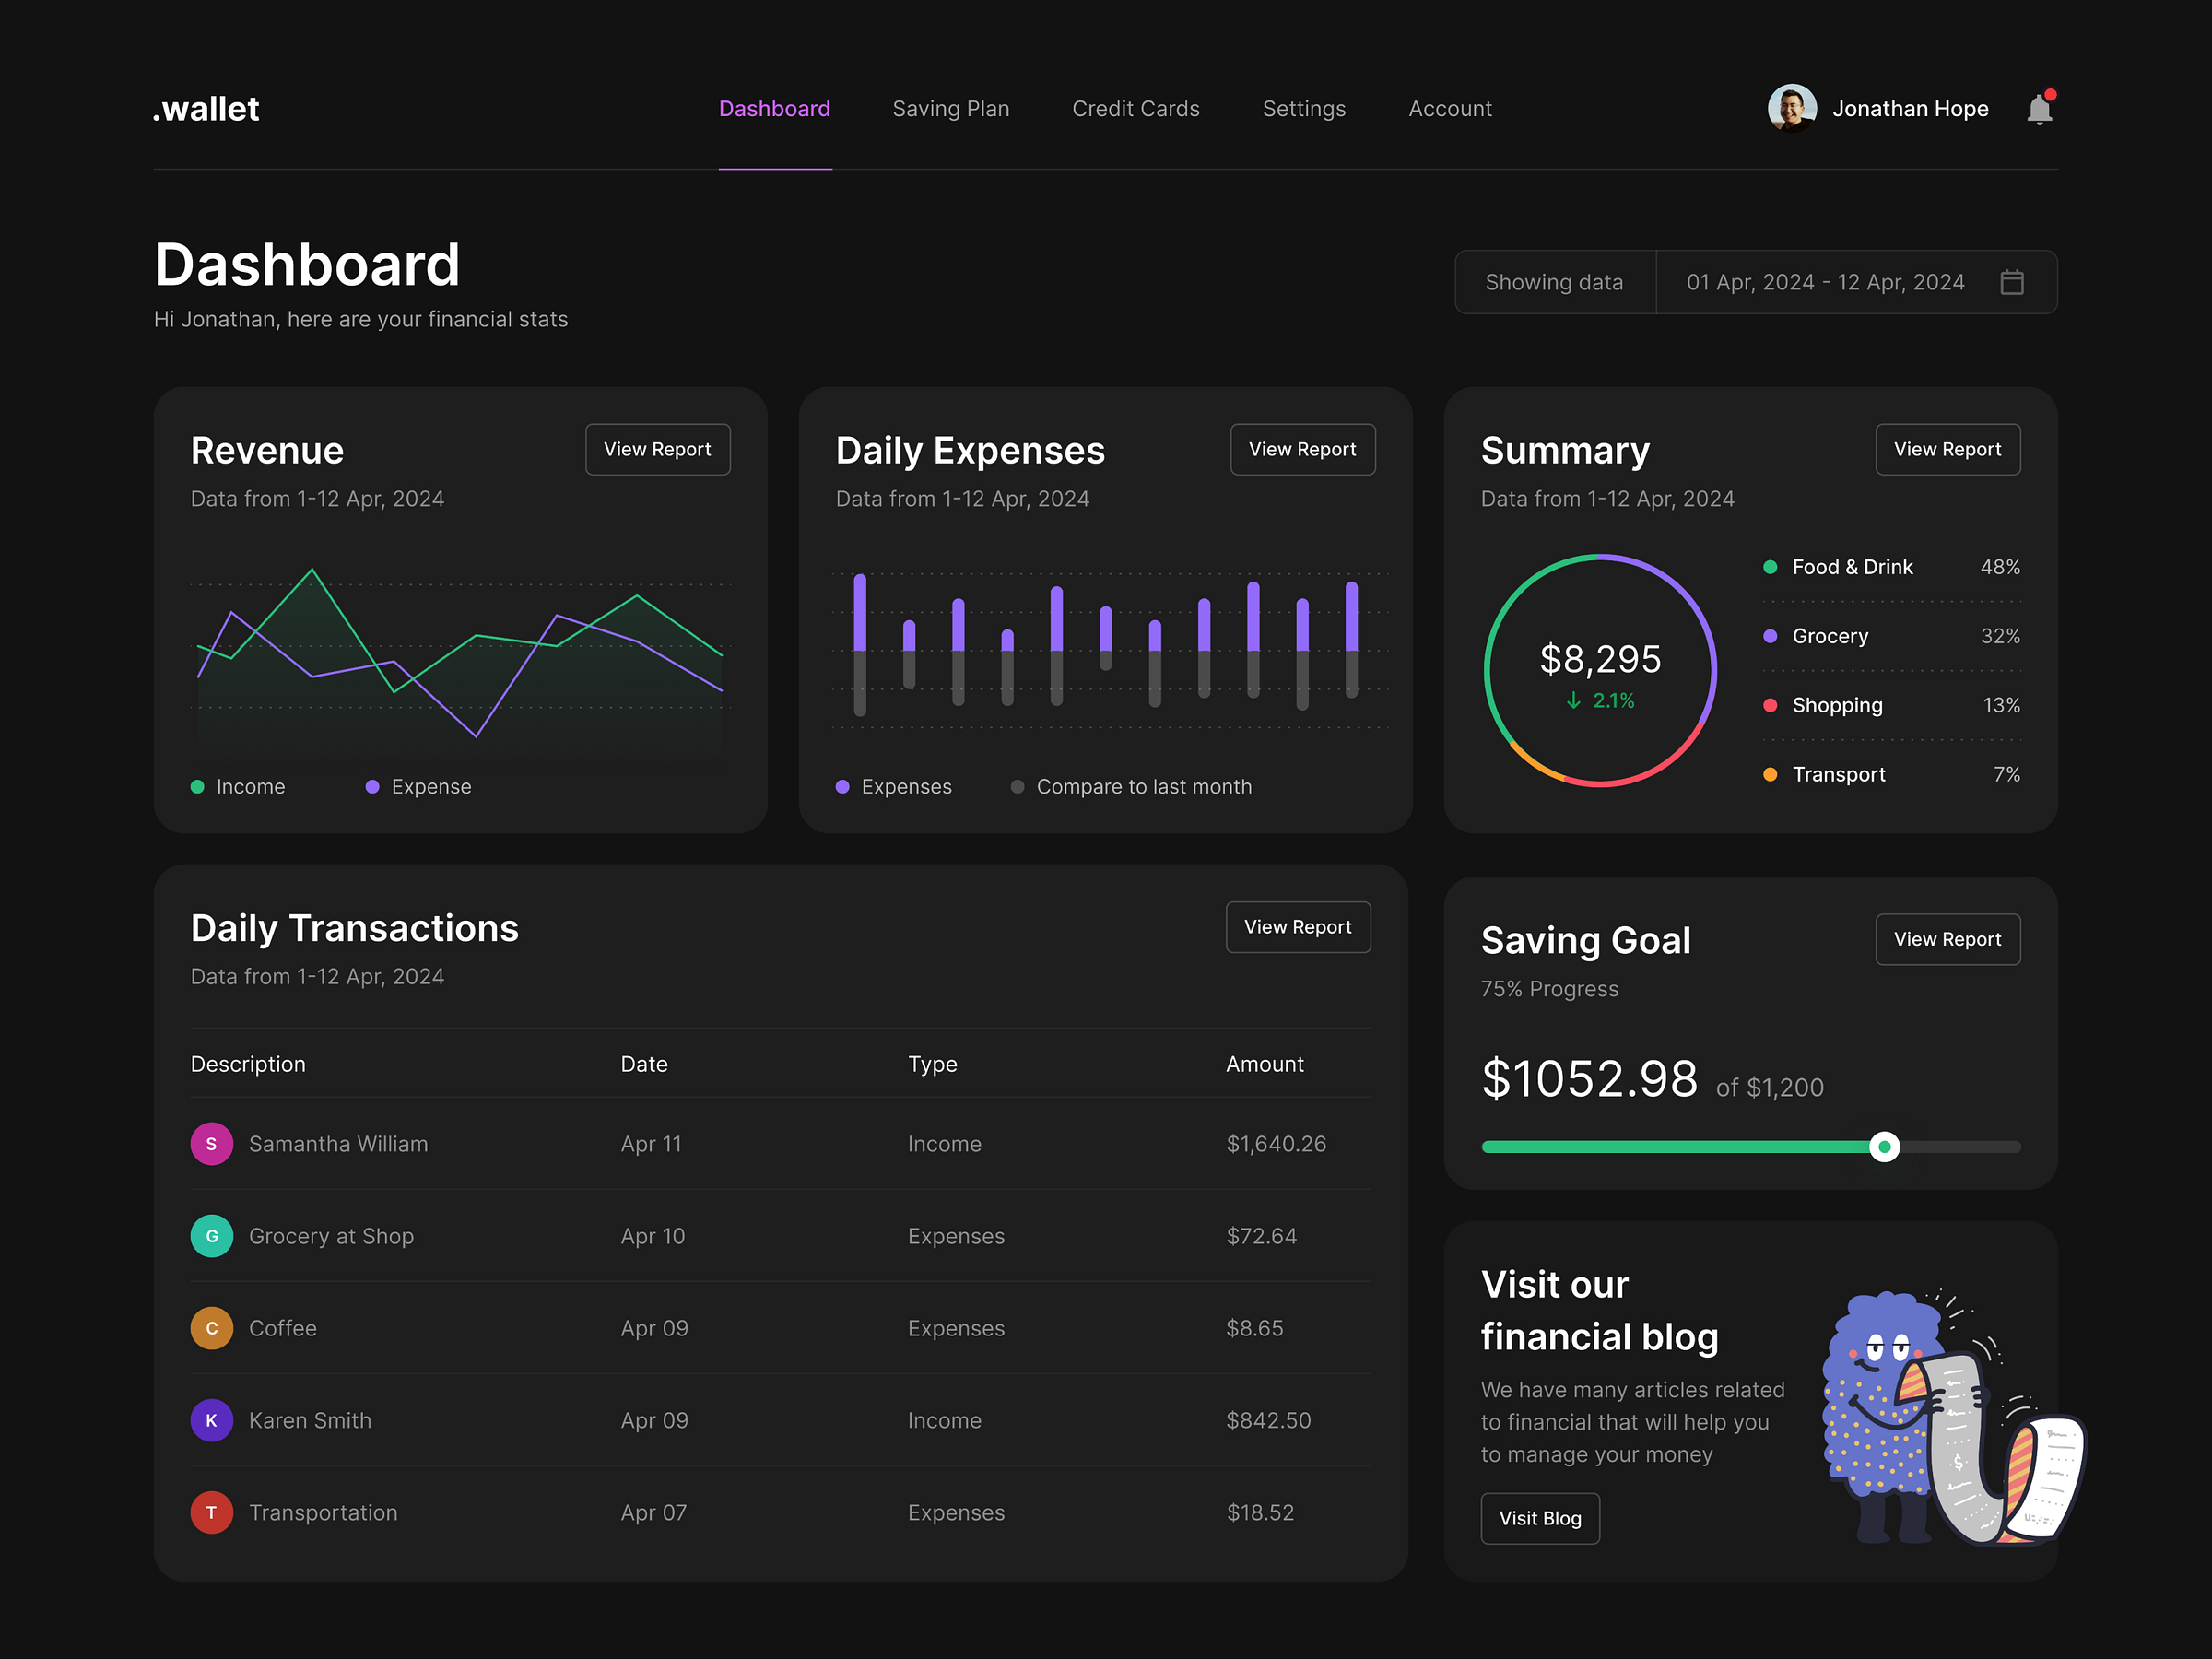 .wallet
Dashboard
Saving Plan
Credit Cards
Settings
Account
Jonathan Hope
Dashboard
Hi Jonathan, here are your financial stats
Showing data
01 Apr, 2024 - 12 Apr, 2024
Revenue
View Report
Data from 1-12 Apr, 2024
Income
Expense
Daily Expenses
View Report
Data from 1-12 Apr, 2024
Expenses
Compare to last month
Summary
View Report
Data from 1-12 Apr, 2024
$8,295
2.1%
Food & Drink 48%
Grocery 32%
Shopping 13%
Transport 7%
Daily Transactions
View Report
Data from 1-12 Apr, 2024
Description Date Type Amount
S Samantha William Apr 11 Income $1,640.26
G Grocery at Shop Apr 10 Expenses $72.64
C Coffee Apr 09 Expenses $8.65
K Karen Smith Apr 09 Income $842.50
T Transportation Apr 07 Expenses $18.52
Saving Goal
View Report
75% Progress
$1052.98 of $1,200
Visit our
financial blog
We have many articles related
to financial that will help you
to manage your money
Visit Blog
$